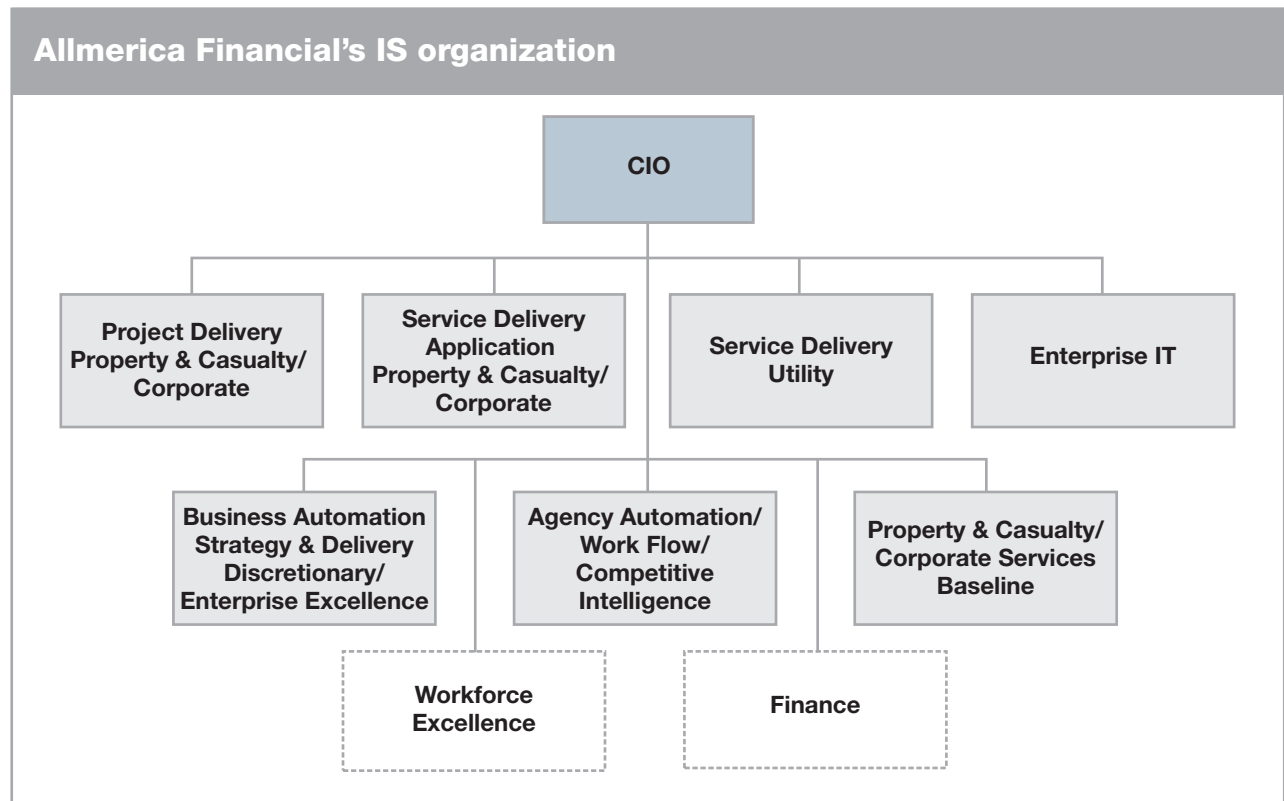 Allmerica Financial's IS organization
CIO
Project Delivery
Property & Casualty/
Corporate
Service Delivery
Application
Property & Casualty/
Corporate
Service Delivery
Utility
Enterprise IT
Business Automation
Strategy & Delivery
Discretionary/
Enterprise Excellence
Agency Automation/
Work Flow/
Competitive
Intelligence
Property & Casualty/
Corporate Services
Baseline
Workforce
Excellence
Finance